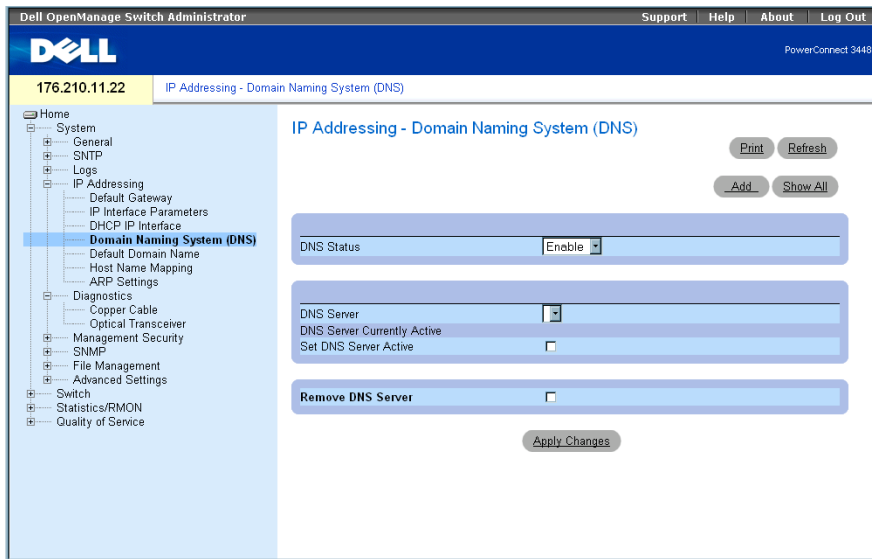 Dell OpenManage Switch Administrator
Support Help About Log Out
DELL
PowerConnect 3448
176.210.11.22
IP Addressing - Domain Naming System (DNS)
Home
System
General
SNTP
Logs
IP Addressing
Default Gateway
IP Interface Parameters
DHCP IP Interface
Domain Naming System (DNS)
Default Domain Name
Host Name Mapping
ARP Settings
Diagnostics
Copper Cable
Optical Transceiver
Management Security
SNMP
File Management
Advanced Settings
Switch
Statistics/RMON
Quality of Service
IP Addressing - Domain Naming System (DNS)
Print Refresh
Add Show All
DNS Status Enable
DNS Server
DNS Server Currently Active
Set DNS Server Active
Remove DNS Server
Apply Changes